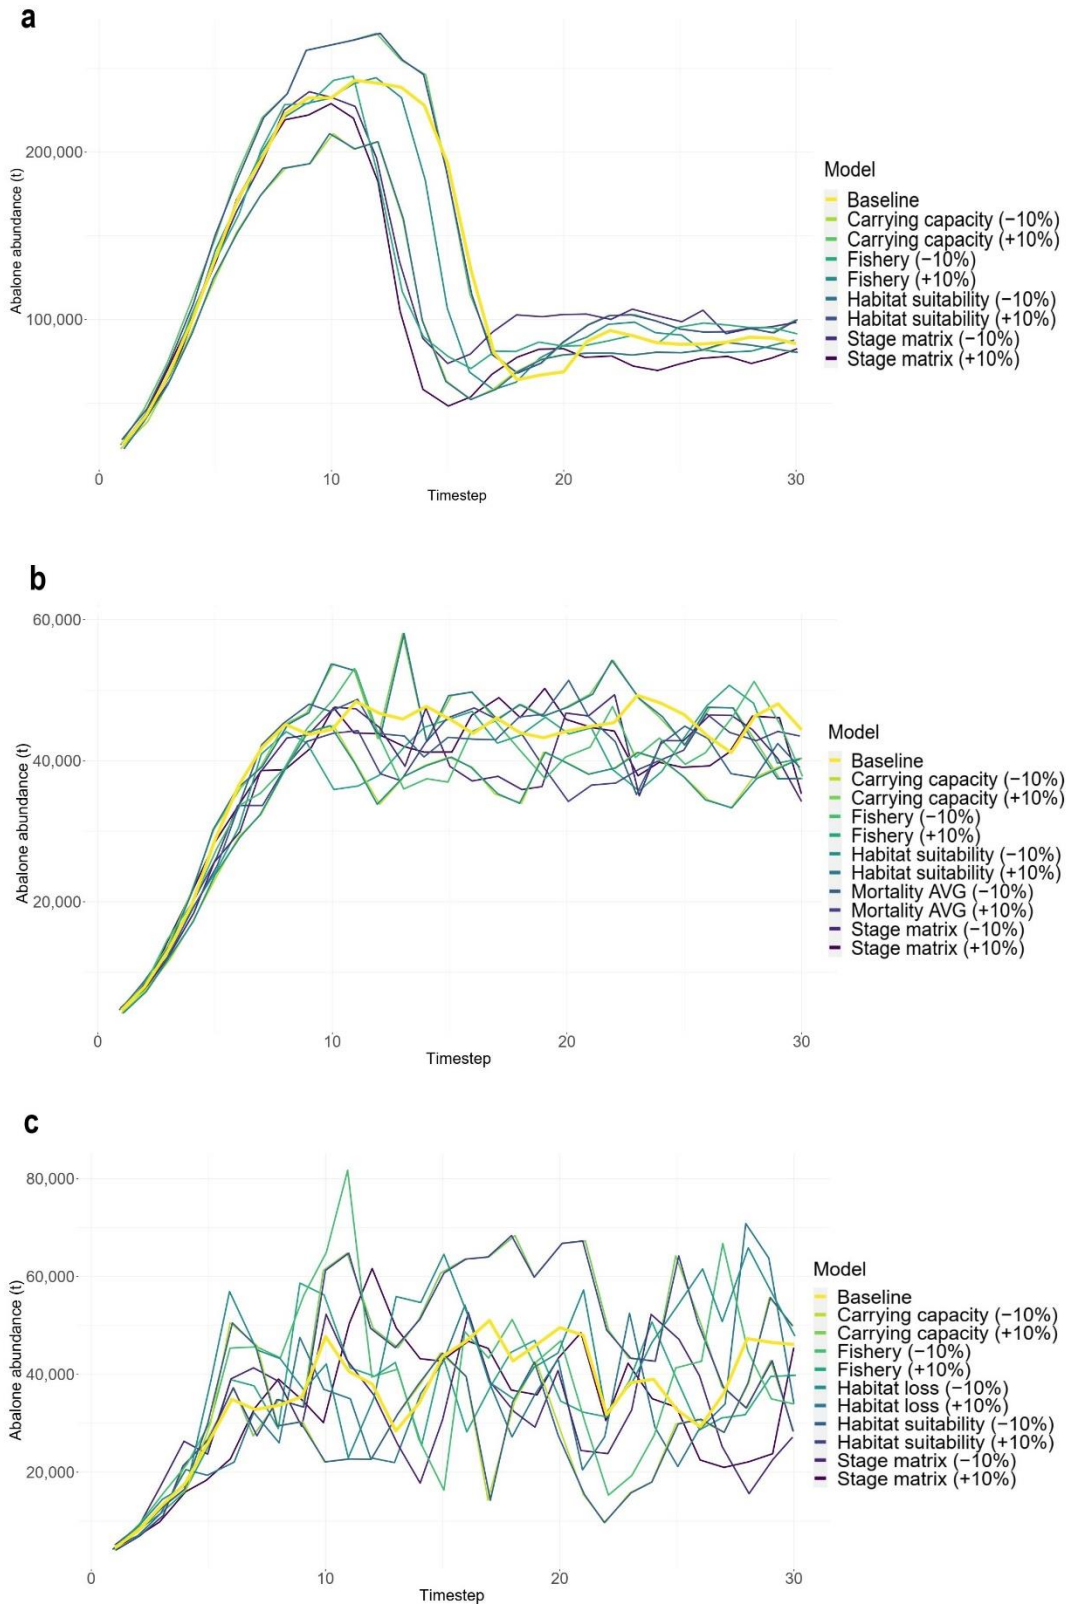 a
200,000
100,000
Abalone abundance (t)
0
10
20
30
Timestep
Model
Baseline
Carrying capacity (−10%)
Carrying capacity (+10%)
Fishery (−10%)
Fishery (+10%)
Habitat suitability (−10%)
Habitat suitability (+10%)
Stage matrix (−10%)
Stage matrix (+10%)
b
60,000
40,000
20,000
Abalone abundance (t)
0
10
20
30
Timestep
Model
Baseline
Carrying capacity (−10%)
Carrying capacity (+10%)
Fishery (−10%)
Fishery (+10%)
Habitat suitability (−10%)
Habitat suitability (+10%)
Mortality AVG (−10%)
Mortality AVG (+10%)
Stage matrix (−10%)
Stage matrix (+10%)
c
80,000
60,000
40,000
20,000
Abalone abundance (t)
0
10
20
30
Timestep
Model
Baseline
Carrying capacity (−10%)
Carrying capacity (+10%)
Fishery (−10%)
Fishery (+10%)
Habitat loss (−10%)
Habitat loss (+10%)
Habitat suitability (−10%)
Habitat suitability (+10%)
Stage matrix (−10%)
Stage matrix (+10%)